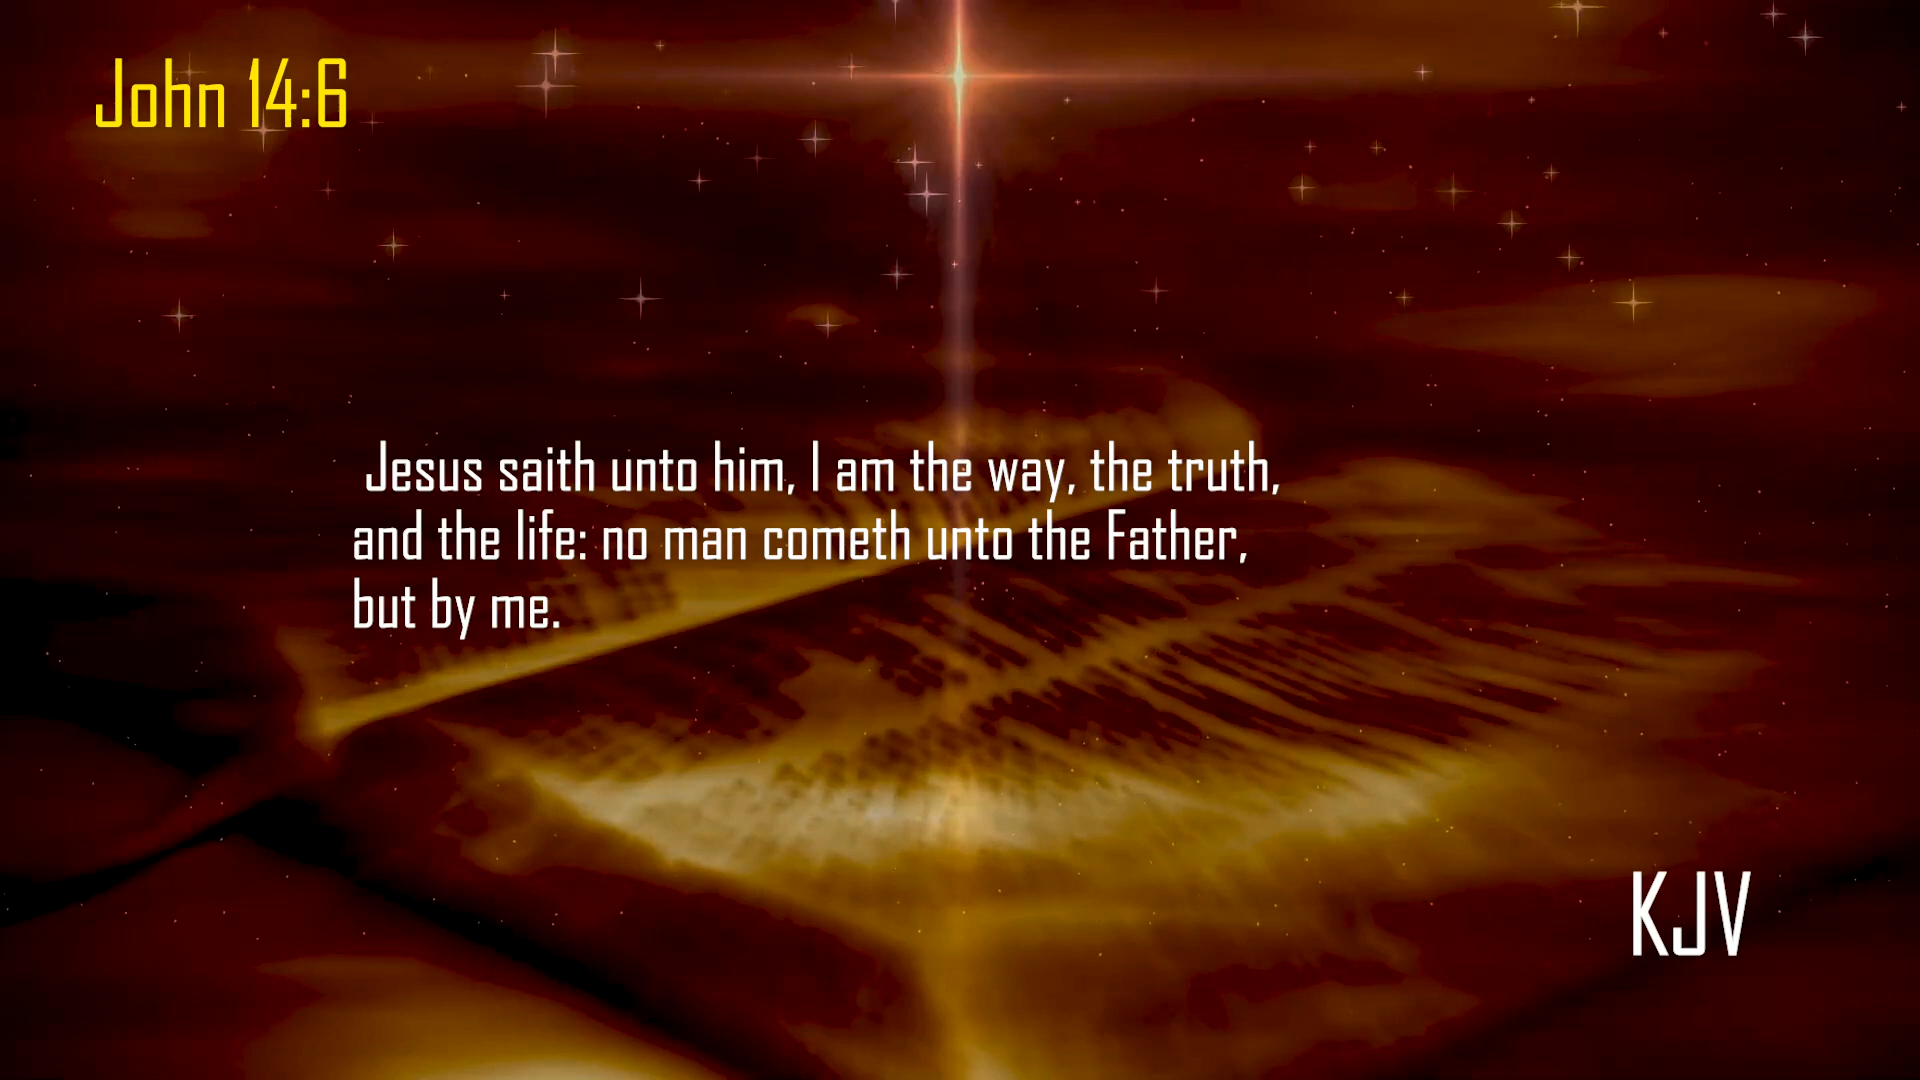 John 14:6
Jesus saith unto him, I am the way, the truth,
and the life: no man cometh unto the Father,
but by me.
KJV